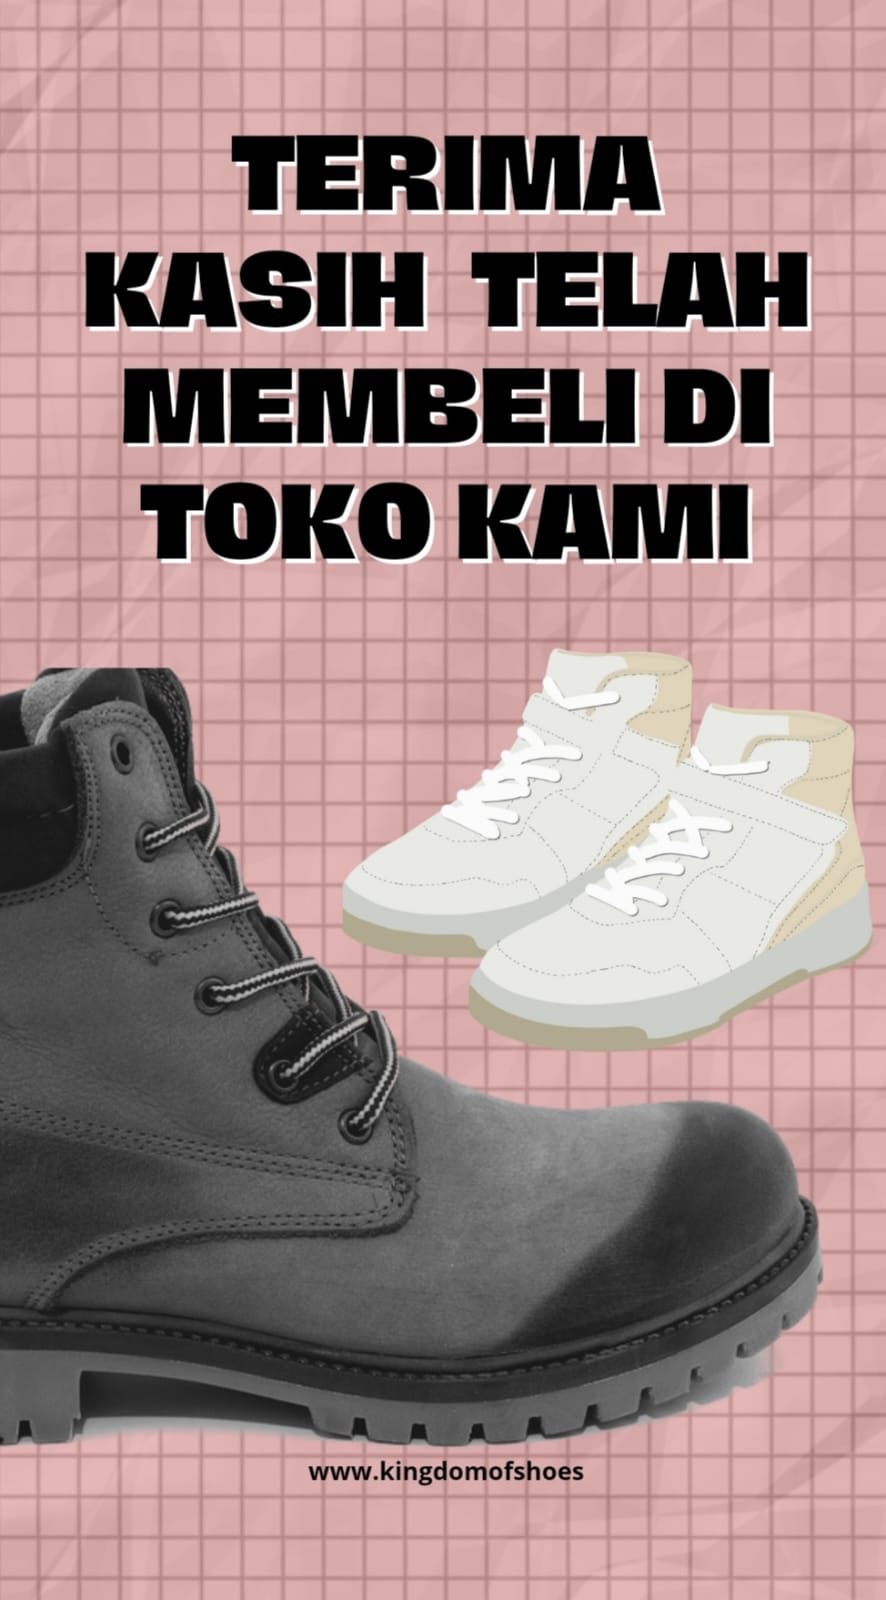 TERIMA
KASIH TELAH
MEMBELI DI
TOKO KAMI
www.kingdomofshoes